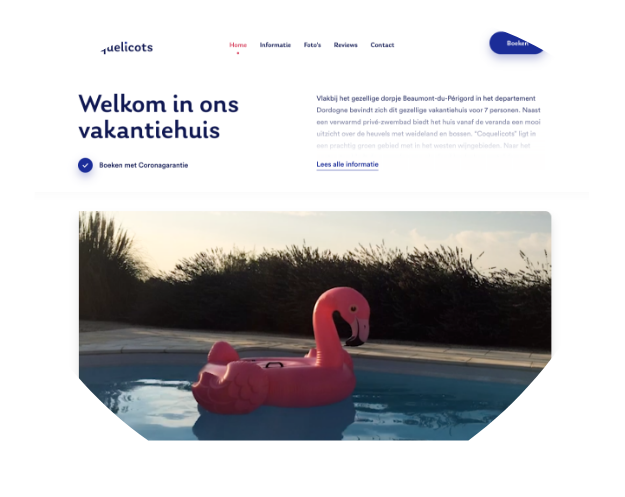 uelicots
Home Informatie Foto's Reviews Contact
Boeken
Welkom in ons
vakantiehuis
Boeken met Coronagarantie
Vlakbij het gezellige dorpje Beaumont-du-Périgord in het departement
Dordogne bevindt zich dit gezellige vakantiehuis voor 7 personen. Naast
een verwarmd privé-zwembad biedt het huis vanaf de veranda een mooi
uitzicht over de heuvels met weideland en bossen. "Coquelicots" ligt in
een prachtig groen gebied met in het westen wijngebieden. Naar het
Lees alle informatie